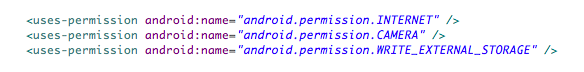 <uses-permission android:name="android.permission.INTERNET" />
<uses-permission android:name="android.permission.CAMERA" />
<uses-permission android:name="android.permission.WRITE_EXTERNAL_STORAGE" />